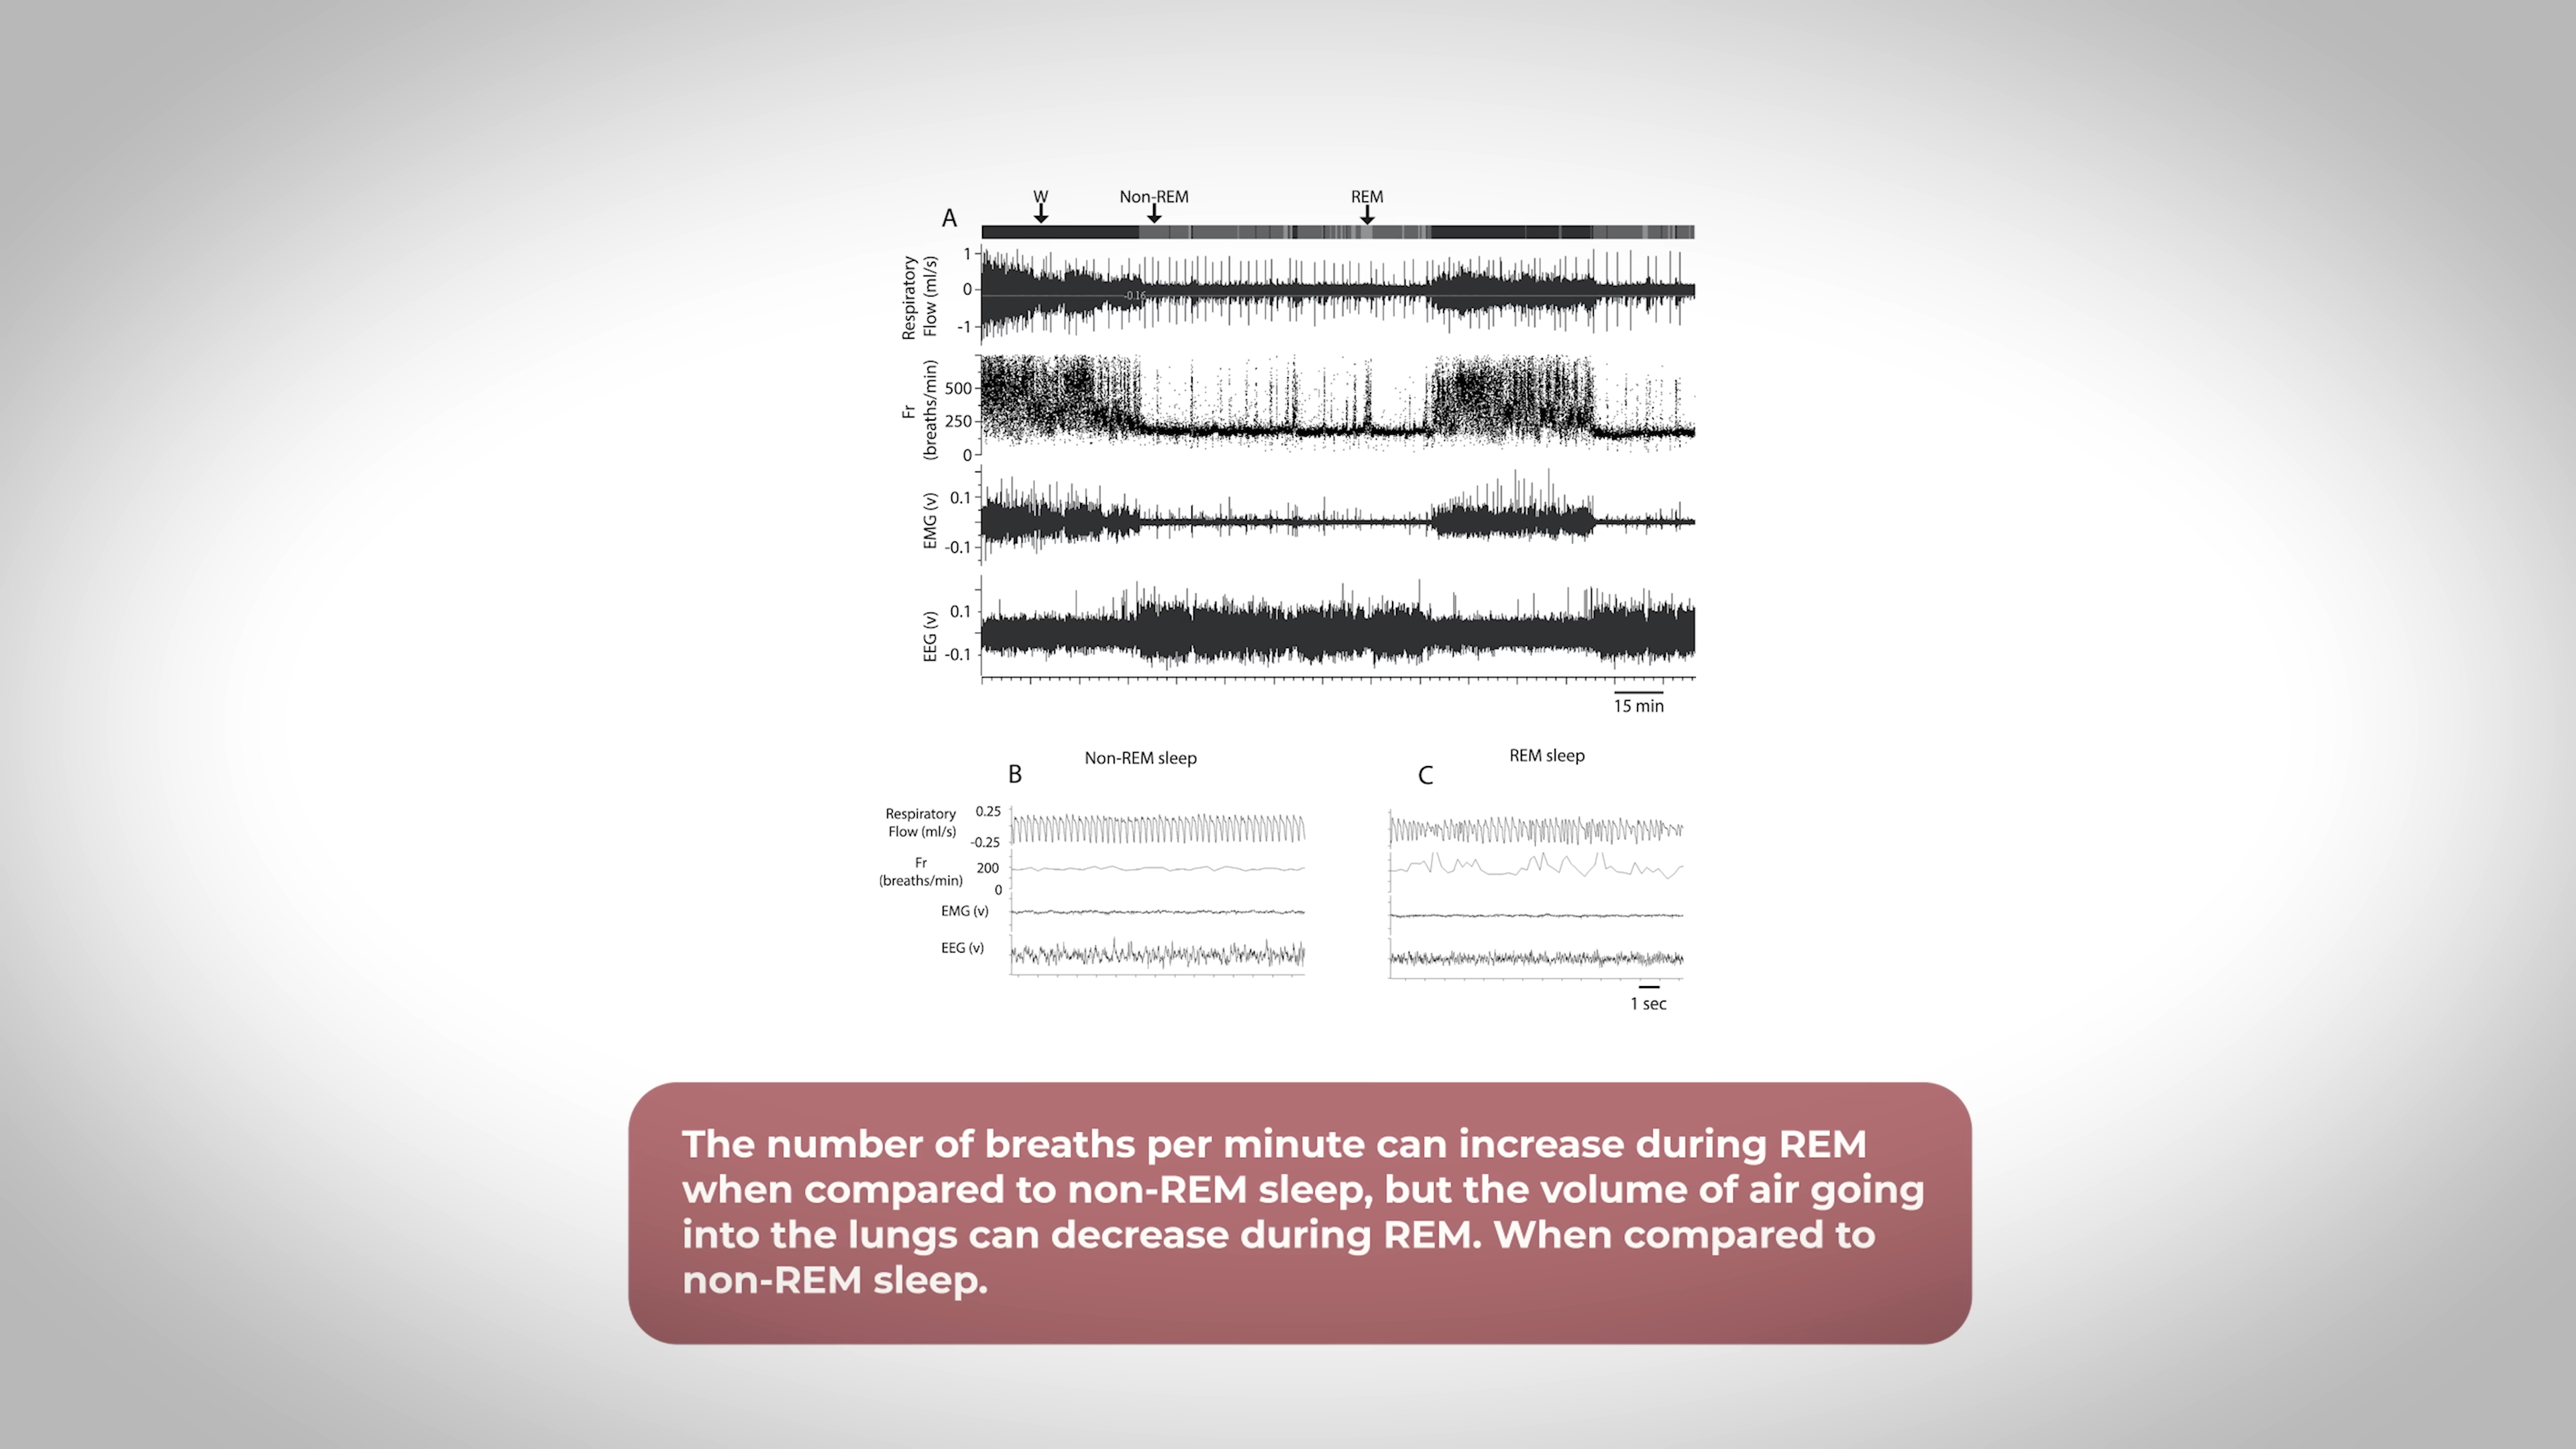 W
Non-REM
REM
A
Respiratory
Flow (ml/s)
1
0
-1
-0.16
Fr
(breaths/min)
500
250
0
EMG (v)
0.1
-0.1
EEG (v)
0.1
-0.1
15 min
Non-REM sleep
REM sleep
B
C
Respiratory
Flow (ml/s)
0.25
-0.25
Fr
(breaths/min)
200
0
EMG (v)
EEG (v)
1 sec
The number of breaths per minute can increase during REM
when compared to non-REM sleep, but the volume of air going
into the lungs can decrease during REM. When compared to
non-REM sleep.